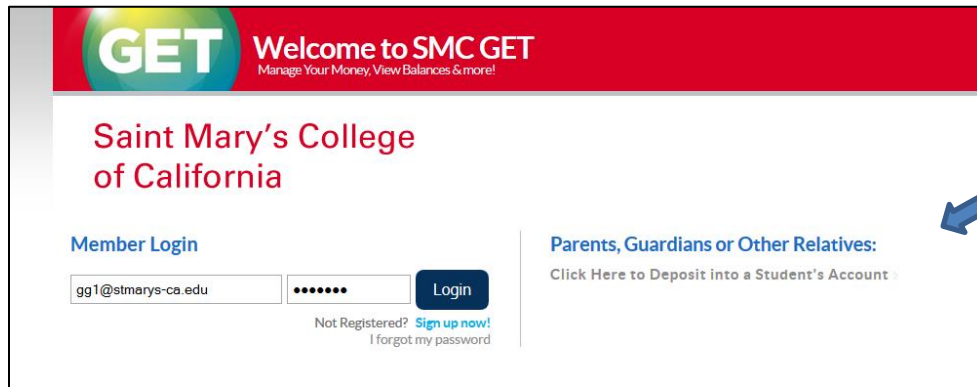 GET
Welcome to SMC GET
Manage Your Money, View Balances & more!
Saint Mary's College
of California
Member Login
gg1@stmarys-ca.edu
•••••••
Login
Not Registered? Sign up now!
I forgot my password
Parents, Guardians or Other Relatives:
Click Here to Deposit into a Student's Account